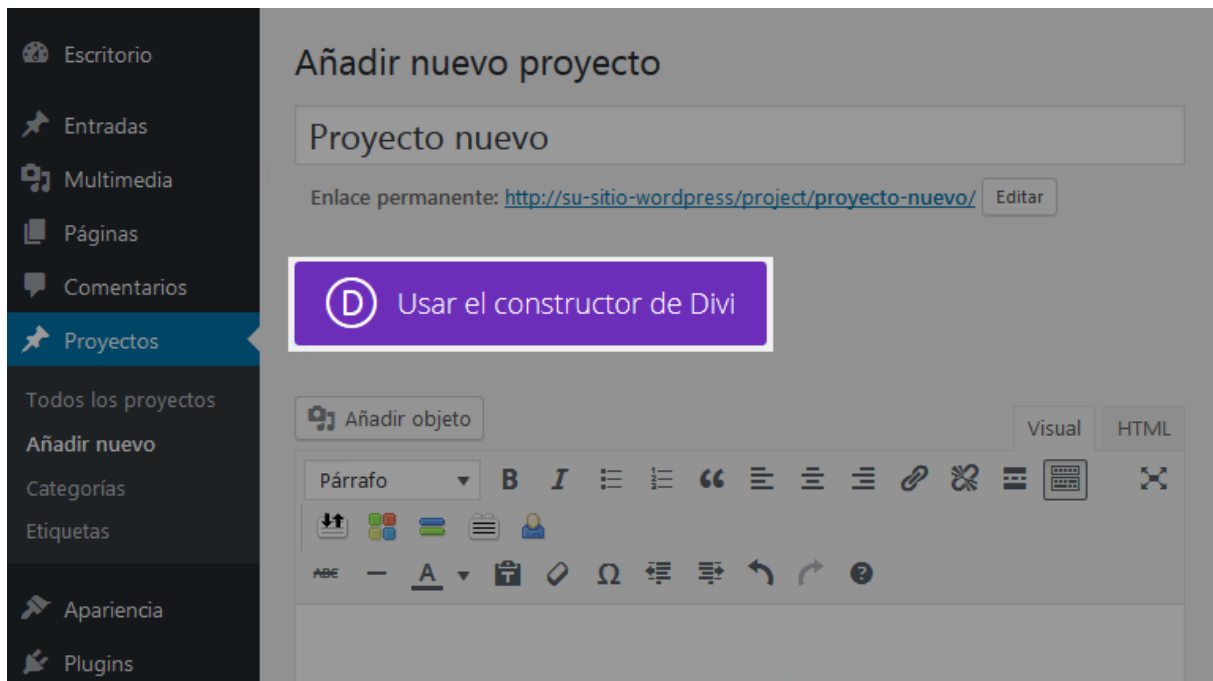 Escritorio
Entradas
Multimedia
Páginas
Comentarios
Proyectos
Todos los proyectos
Añadir nuevo
Categorías
Etiquetas
Apariencia
Plugins
Añadir nuevo proyecto
Proyecto nuevo
Enlace permanente: http://su-sitio-wordpress/project/proyecto-nuevo/ Editar
D Usar el constructor de Divi
Añadir objeto
Visual HTML
Párrafo B I
ABC A T Ω